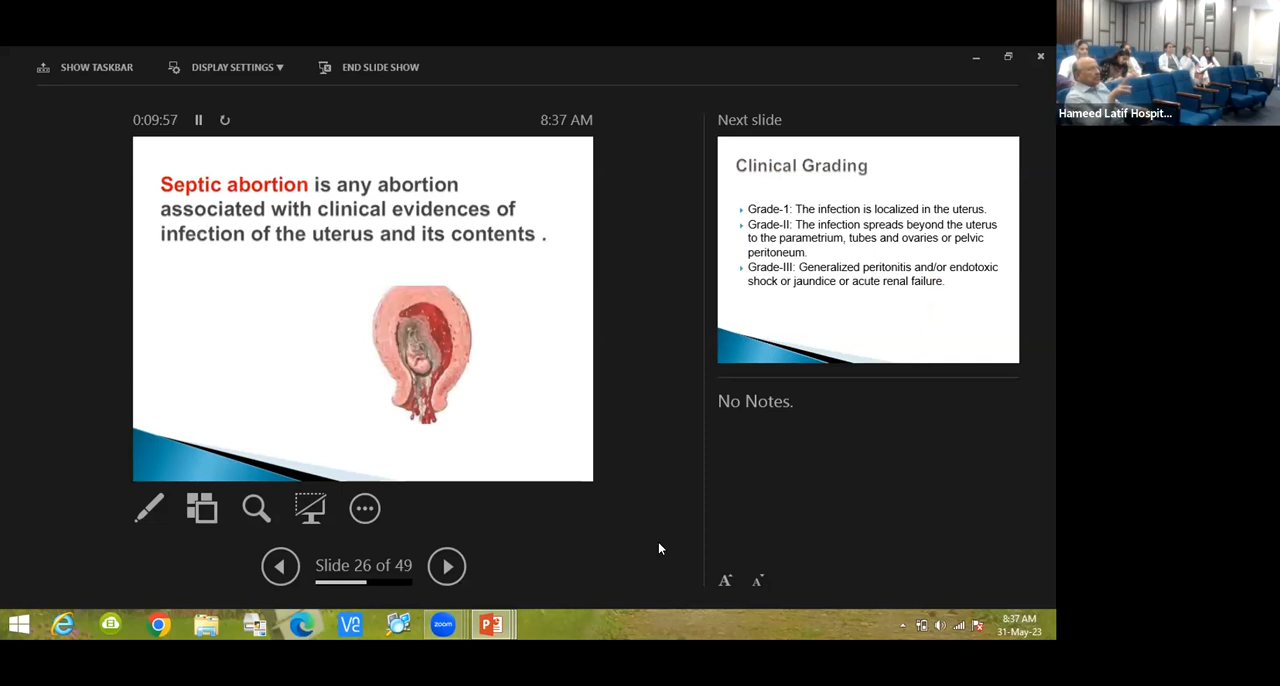 SHOW TASKBAR
DISPLAY SETTINGS ▼
END SLIDE SHOW
0:09:57
8:37 AM
Next slide
Septic abortion is any abortion
associated with clinical evidences of
infection of the uterus and its contents .
Clinical Grading
Grade-1: The infection is localized in the uterus.
Grade-II: The infection spreads beyond the uterus
to the parametrium, tubes and ovaries or pelvic
peritoneum.
Grade-III: Generalized peritonitis and/or endotoxic
shock or jaundice or acute renal failure.
No Notes.
Slide 26 of 49
A A
zoom
8:37 AM
31-May-23
Hameed Latif Hospit...